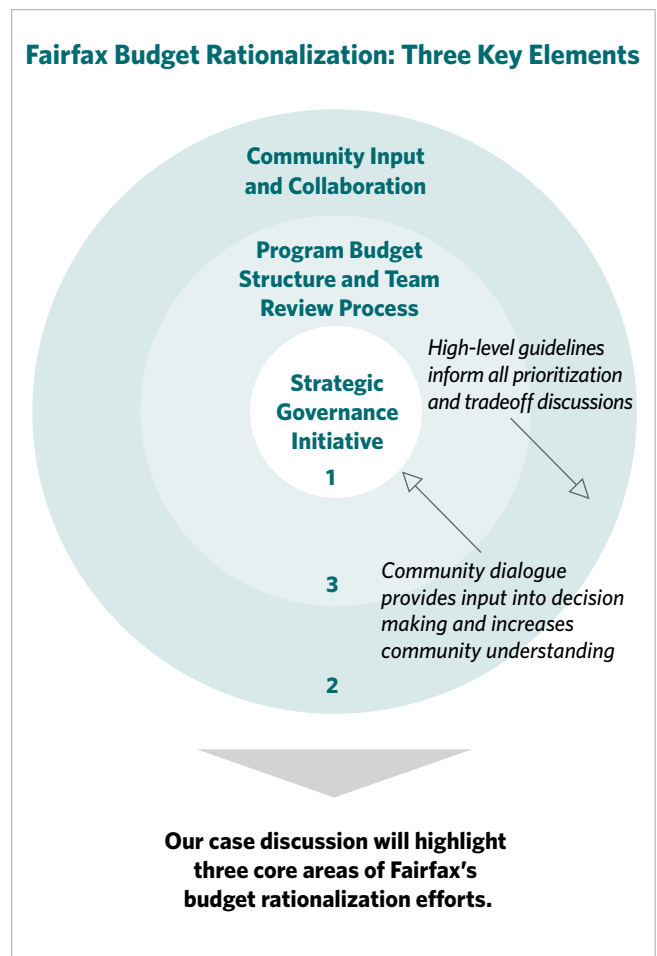 Fairfax Budget Rationalization: Three Key Elements
Community Input
and Collaboration
Program Budget
Structure and Team
Review Process
High-level guidelines
inform all prioritization
and tradeoff discussions
Strategic
Governance
Initiative
1
Community dialogue
provides input into decision
making and increases
community understanding
3
2
Our case discussion will highlight
three core areas of Fairfax's
budget rationalization efforts.